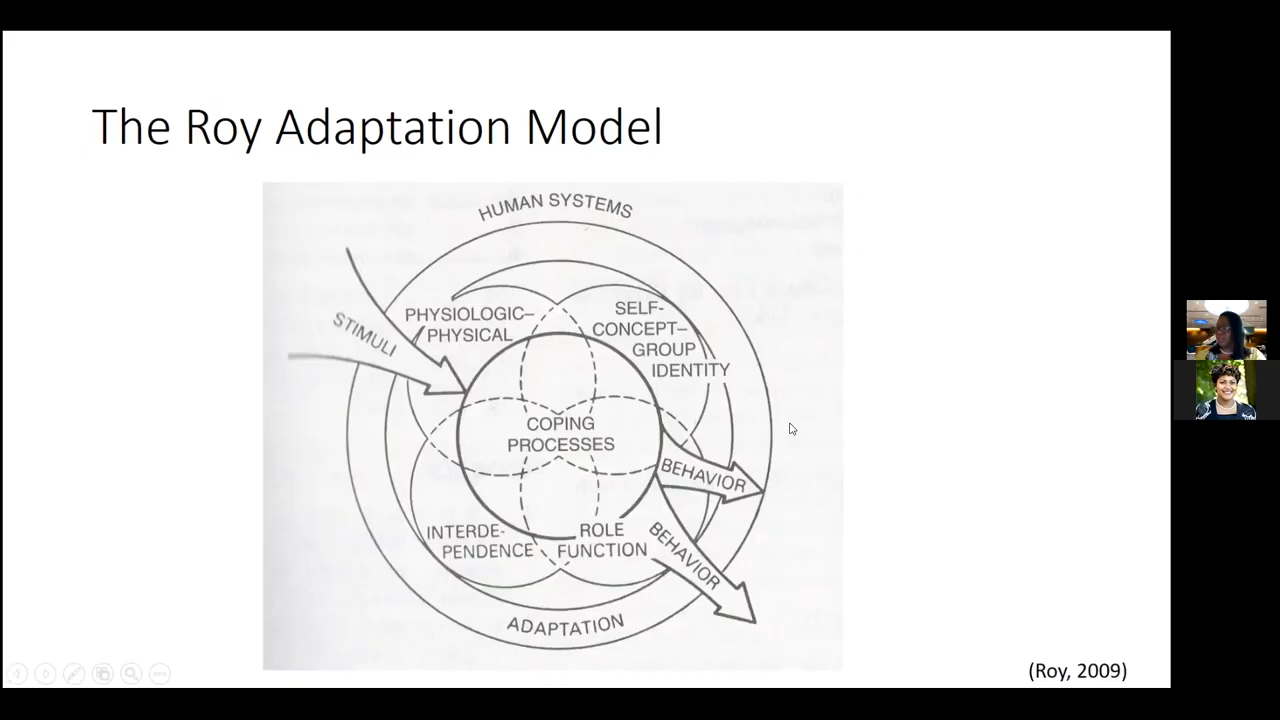 The Roy Adaptation Model
HUMAN SYSTEMS
STIMULI
PHYSIOLOGIC–
PHYSICAL
SELF-
CONCEPT–
GROUP
IDENTITY
COPING
PROCESSES
BEHAVIOR
BEHAVIOR
INTERDE-
PENDENCE
ROLE
FUNCTION
ADAPTATION
(Roy, 2009)